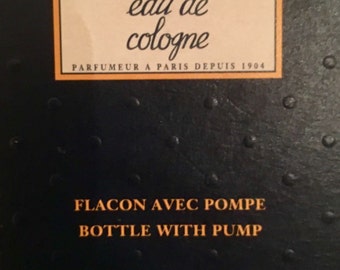 eau de
cologne
PARFUMEUR A PARIS DEPUIS 1904
FLACON AVEC POMPE
BOTTLE WITH PUMP